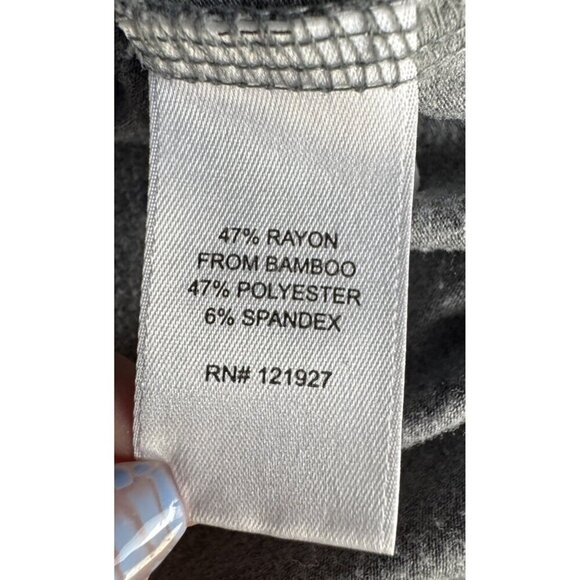 47% RAYON
FROM BAMBOO
47% POLYESTER
6% SPANDEX
RN# 121927